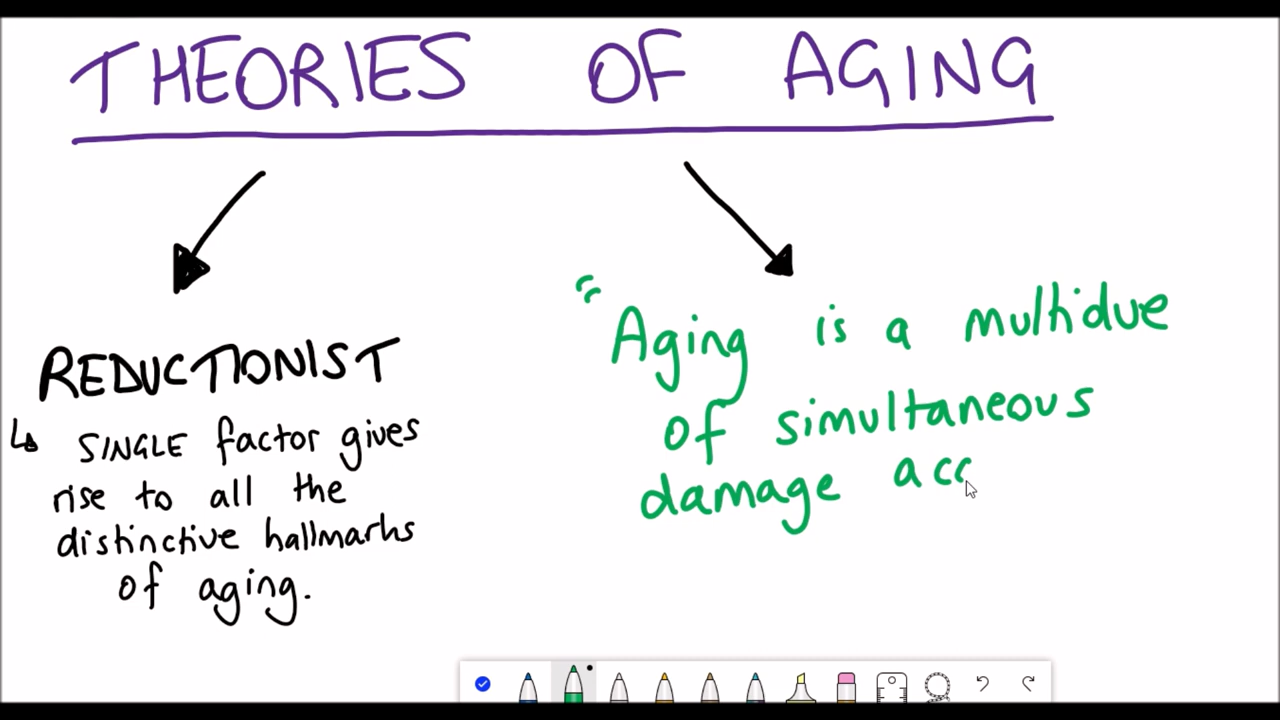 THEORIES OF AGING
REDUCTIONIST
↳ SINGLE factor gives
rise to all the
distinctive hallmarks
of aging.
"Aging is a multidue
of simultaneous
damage acc